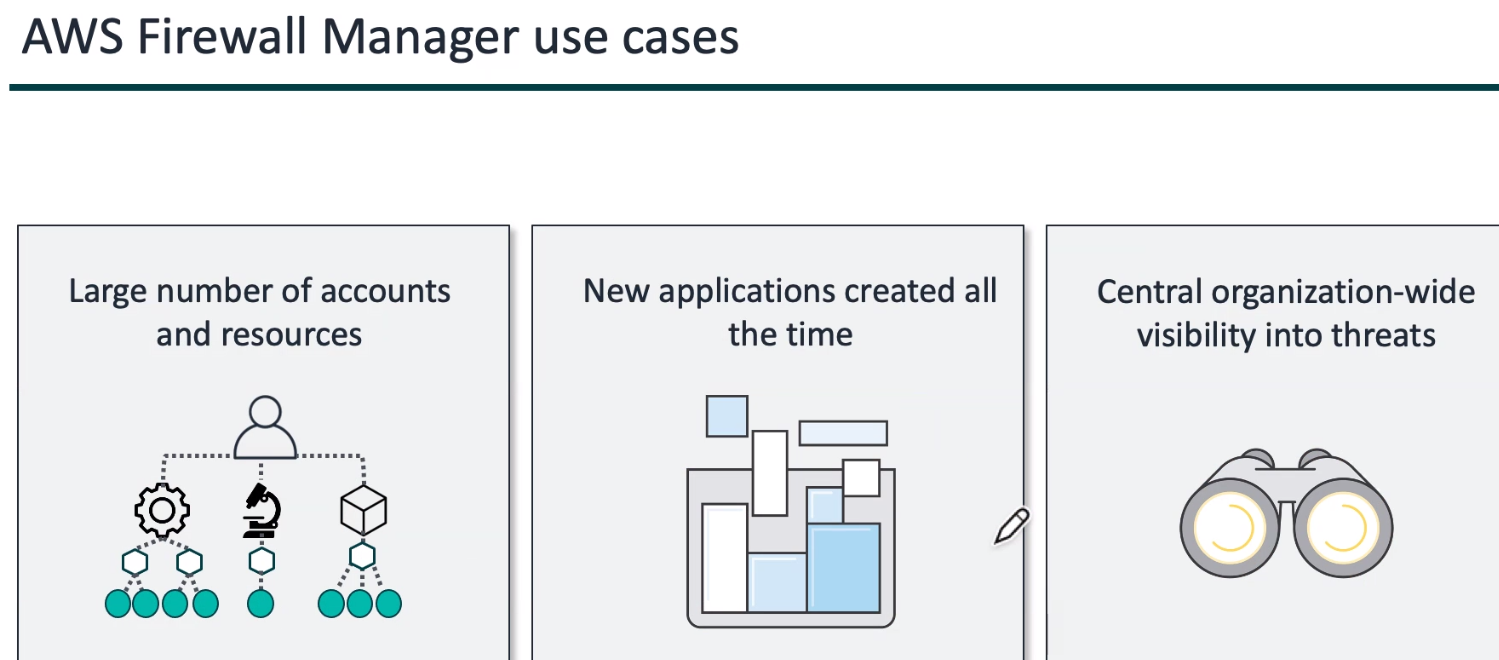 AWS Firewall Manager use cases
Large number of accounts
and resources
New applications created all
the time
Central organization-wide
visibility into threats